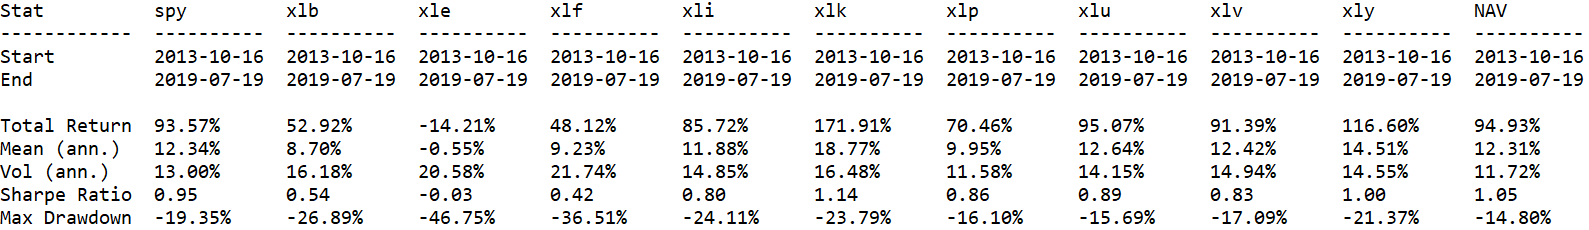 Stat          spy         xlb         xle         xlf         xli         xlk         xlp         xlu         xlv         xly         NAV
------------  ----------  ----------  ----------  ----------  ----------  ----------  ----------  ----------  ----------  ----------  ----------
Start         2013-10-16  2013-10-16  2013-10-16  2013-10-16  2013-10-16  2013-10-16  2013-10-16  2013-10-16  2013-10-16  2013-10-16  2013-10-16
End           2019-07-19  2019-07-19  2019-07-19  2019-07-19  2019-07-19  2019-07-19  2019-07-19  2019-07-19  2019-07-19  2019-07-19  2019-07-19
Total Return  93.57%      52.92%      -14.21%     48.12%      85.72%      171.91%     70.46%      95.07%      91.39%      116.60%     94.93%
Mean (ann.)   12.34%      8.70%       -0.55%      9.23%       11.88%      18.77%      9.95%       12.64%      12.42%      14.51%      12.31%
Vol (ann.)    13.00%      16.18%      20.58%      21.74%      14.85%      16.48%      11.58%      14.15%      14.94%      14.55%      11.72%
Sharpe Ratio  0.95        0.54        -0.03       0.42        0.80        1.14        0.86        0.89        0.83        1.00        1.05
Max Drawdown  -19.35%     -26.89%     -46.75%     -36.51%     -24.11%     -23.79%     -16.10%     -15.69%     -17.09%     -21.37%     -14.80%